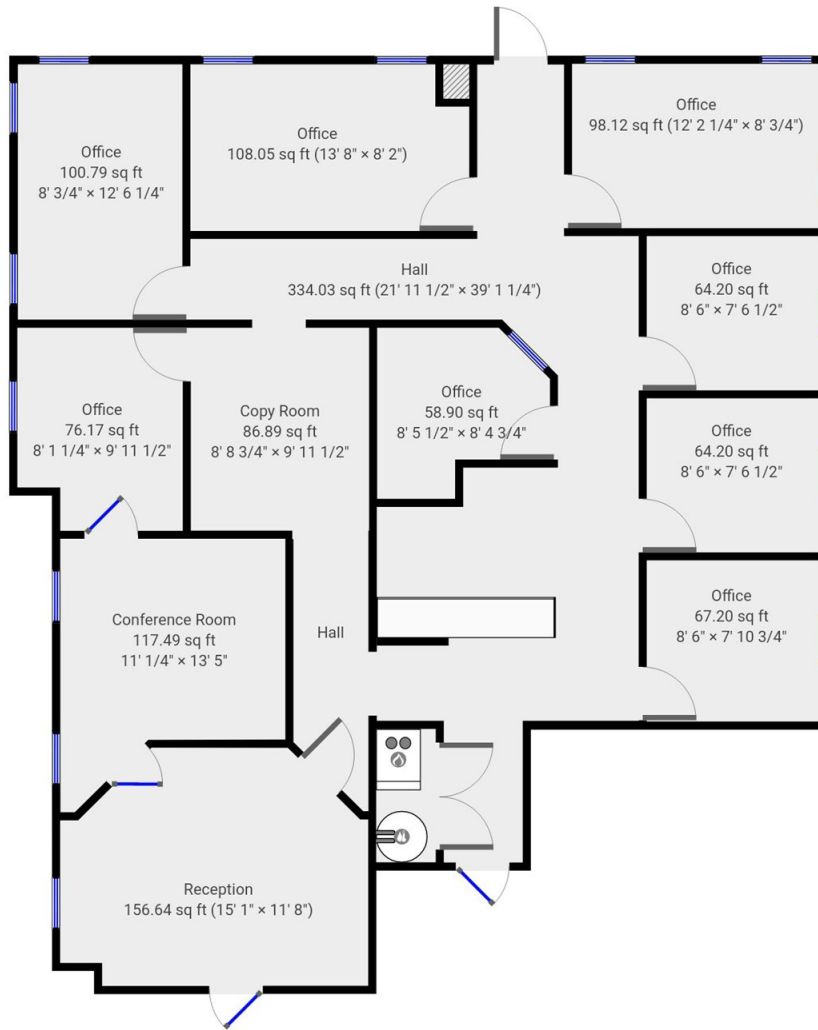 Office
98.12 sq ft (12' 2 1/4" × 8' 3/4")
Office
108.05 sq ft (13' 8" × 8' 2")
Office
100.79 sq ft
8' 3/4" × 12' 6 1/4"
Hall
334.03 sq ft (21' 11 1/2" × 39' 1 1/4")
Office
64.20 sq ft
8' 6" × 7' 6 1/2"
Office
76.17 sq ft
8' 1 1/4" × 9' 11 1/2"
Copy Room
86.89 sq ft
8' 8 3/4" × 9' 11 1/2"
Office
58.90 sq ft
8' 5 1/2" × 8' 4 3/4"
Office
64.20 sq ft
8' 6" × 7' 6 1/2"
Conference Room
117.49 sq ft
11' 1/4" × 13' 5"
Hall
Office
67.20 sq ft
8' 6" × 7' 10 3/4"
Reception
156.64 sq ft (15' 1" × 11' 8")